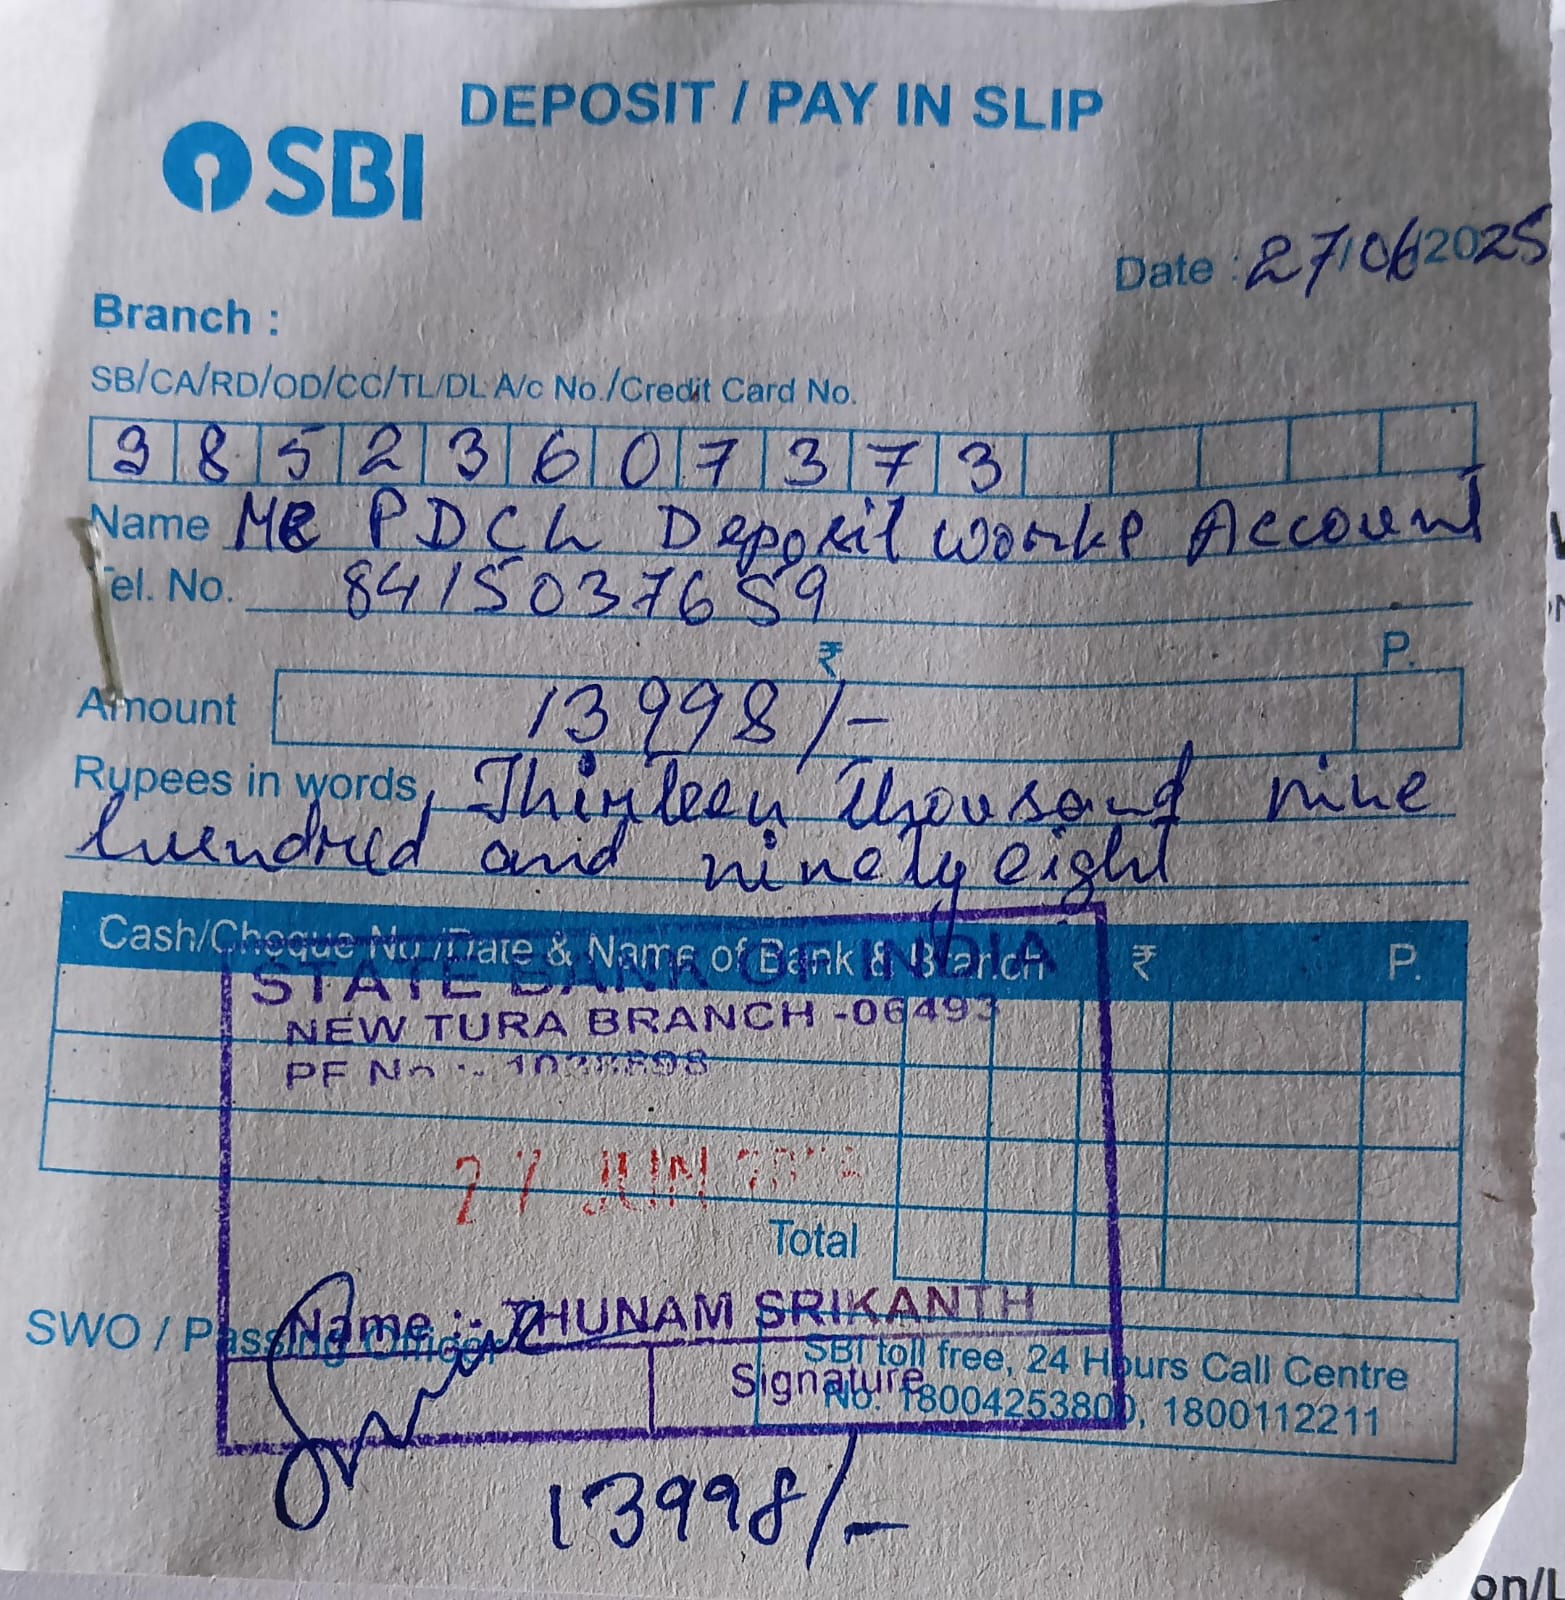 DEPOSIT / PAY IN SLIP
SBI
Date : 27/06/2025
Branch :
SB/CA/RD/OD/CC/TL/DL A/c No./Credit Card No.
38523607373
Name Me PDCL Deposit Works Account
Tel. No. 8415037659
₹ P.
Amount 13998/-
Rupees in words, Thirteen Thousand nine
hundred and ninety eight
Cash/Cheque No./Date & Name of Bank & Branch ₹ P.
STATE BANK OF INDIA
NEW TURA BRANCH -06493
PF No :-
27 JUN
Total
Name :- THUNAM SRIKANTH
SWO / Passing Officer
SBI toll free, 24 Hours Call Centre
Signature
No. 18004253800, 1800112211
13998/-
on/